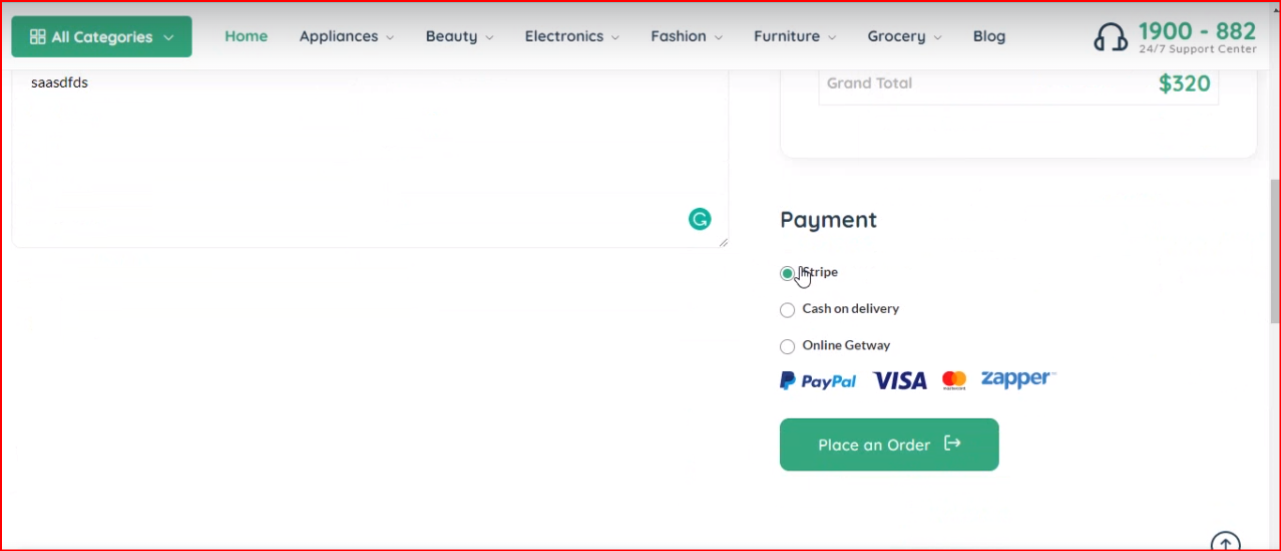 All Categories Home Appliances Beauty Electronics Fashion Furniture Grocery Blog 1900 - 882
24/7 Support Center
saasdfds
Grand Total $320
Payment
Stripe
Cash on delivery
Online Getway
PayPal VISA mastercard zapper
Place an Order